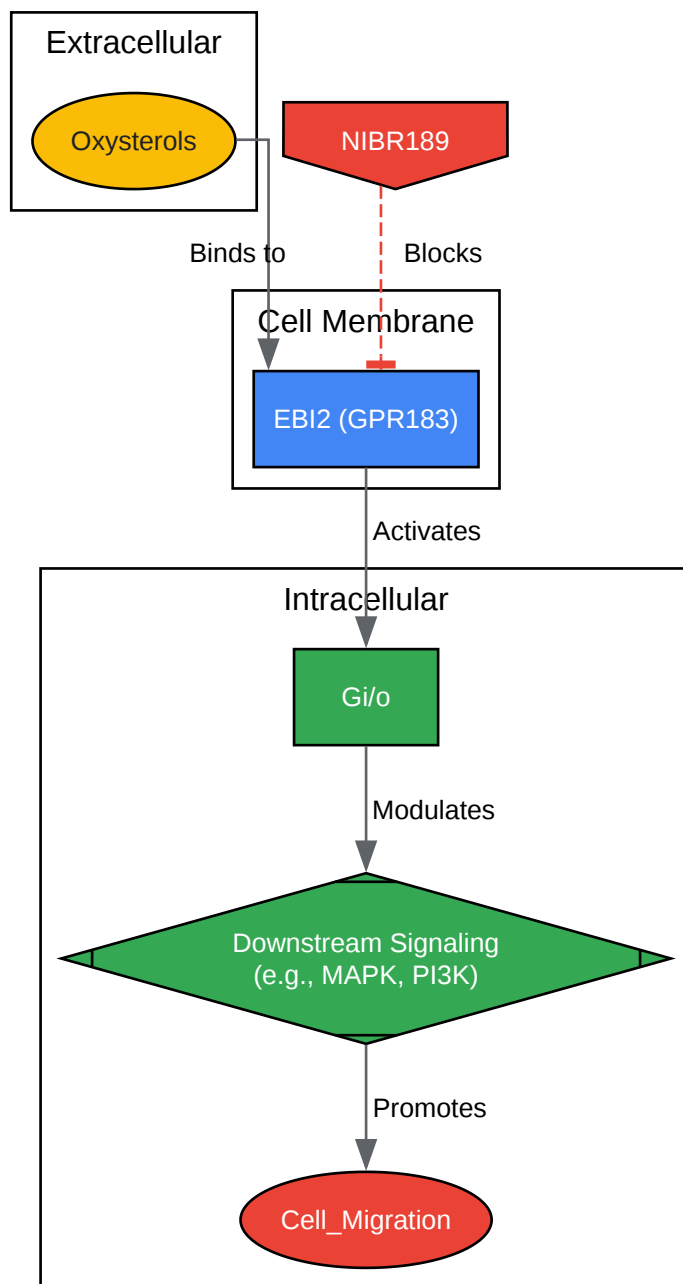 Extracellular
Oxysterols
NIBR189
Binds to
Blocks
Cell Membrane
EBI2 (GPR183)
Activates
Intracellular
Gi/o
Modulates
Downstream Signaling
(e.g., MAPK, PI3K)
Promotes
Cell_Migration